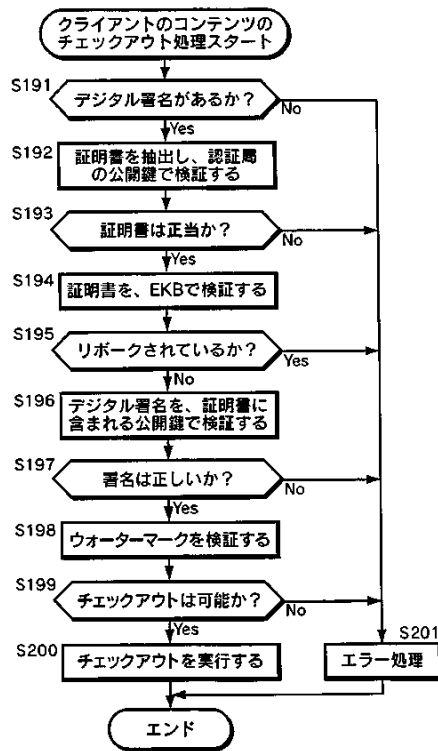 クライアントのコンテンツの
チェックアウト処理スタート
S191
デジタル署名があるか?
No
Yes
S192
証明書を抽出し、認証局
の公開鍵で検証する
S193
証明書は正当か?
No
Yes
S194
証明書を、EKBで検証する
S195
リボークされているか?
Yes
No
S196
デジタル署名を、証明書に
含まれる公開鍵で検証する
S197
署名は正しいか?
No
Yes
S198
ウォーターマークを検証する
S199
チェックアウトは可能か?
No
Yes
S200
チェックアウトを実行する
S201
エラー処理
エンド